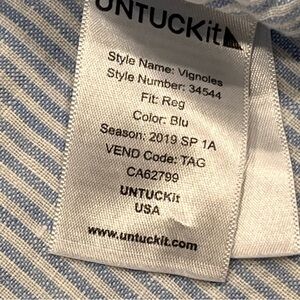 UNTUCKit
Style Name: Vignoles
Style Number: 34544
Fit: Reg
Color: Blu
Season: 2019 SP 1A
VEND Code: TAG
CA62799
UNTUCKit
USA
www.untuckit.com